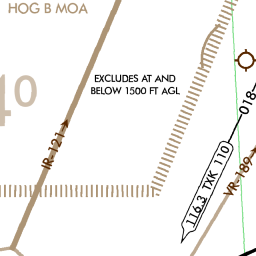 HOG B MOA
40
EXCLUDES AT AND
BELOW 1500 FT AGL
IR-121
018
116.3 TXK 110
VR-189